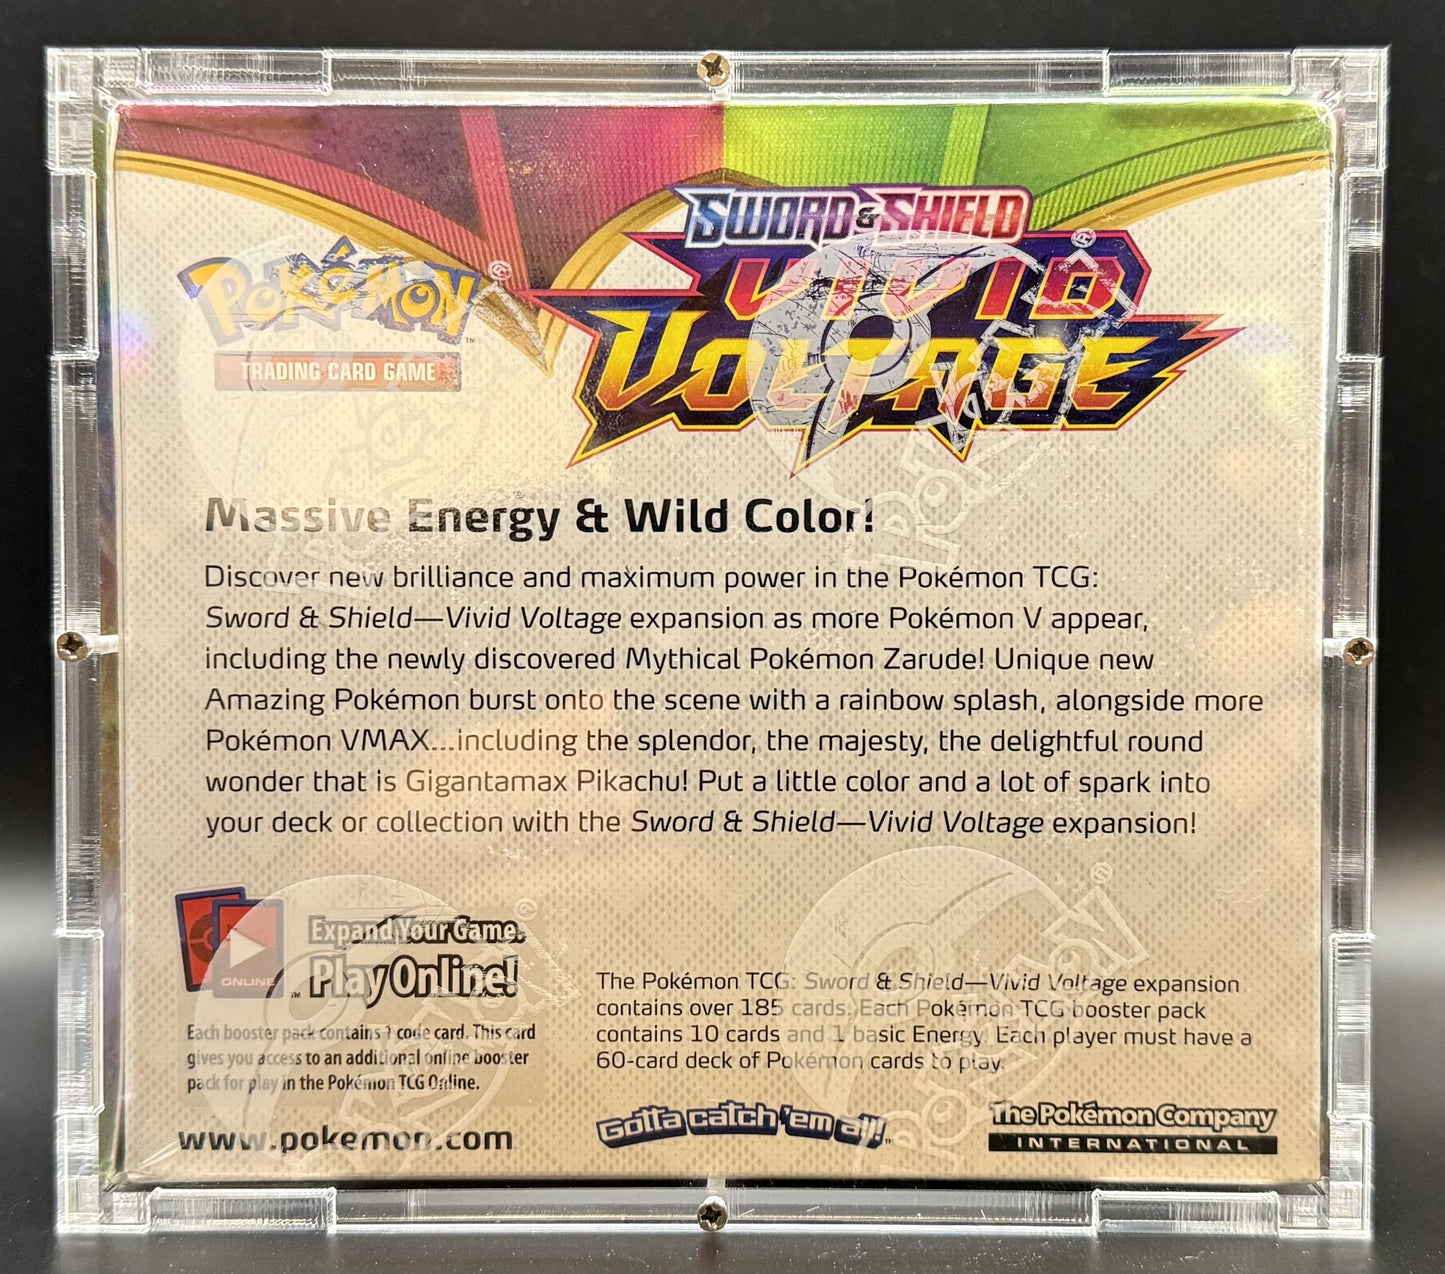 SWORD & SHIELD
VIVID
VOLTAGE
POKÉMON
TRADING CARD GAME
Massive Energy & Wild Color!
Discover new brilliance and maximum power in the Pokémon TCG:
Sword & Shield—Vivid Voltage expansion as more Pokémon V appear,
including the newly discovered Mythical Pokémon Zarude! Unique new
Amazing Pokémon burst onto the scene with a rainbow splash, alongside more
Pokémon VMAX...including the splendor, the majesty, the delightful round
wonder that is Gigantamax Pikachu! Put a little color and a lot of spark into
your deck or collection with the Sword & Shield—Vivid Voltage expansion!
ONLINE
Expand Your Game.
Play Online!™
Each booster pack contains 1 code card. This card
gives you access to an additional online booster
pack for play in the Pokémon TCG Online.
www.pokemon.com
The Pokémon TCG: Sword & Shield—Vivid Voltage expansion
contains over 185 cards. Each Pokémon TCG booster pack
contains 10 cards and 1 basic Energy. Each player must have a
60-card deck of Pokémon cards to play.
Gotta catch 'em all!™
The Pokémon Company
INTERNATIONAL